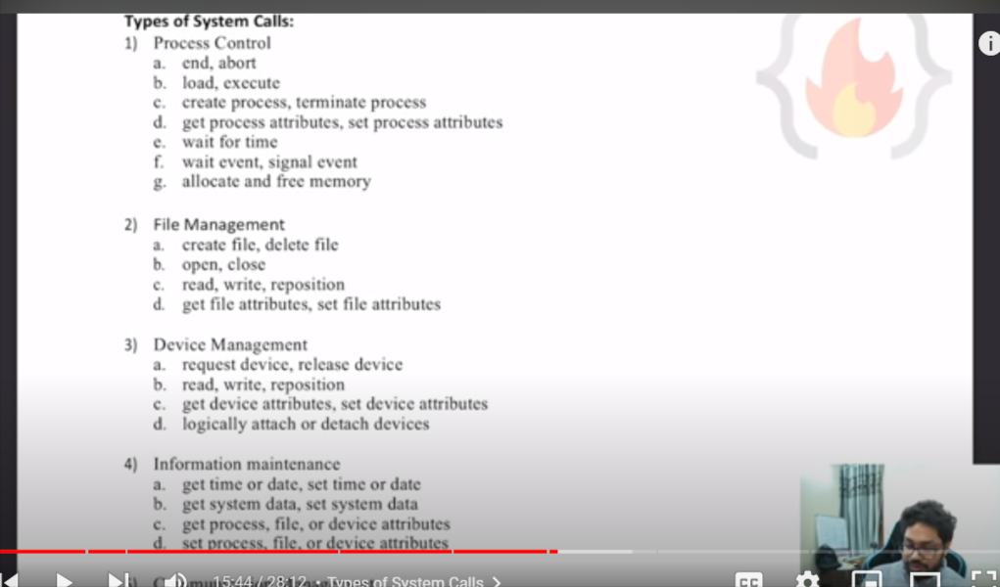 Types of System Calls:
1) Process Control
a. end, abort
b. load, execute
c. create process, terminate process
d. get process attributes, set process attributes
e. wait for time
f. wait event, signal event
g. allocate and free memory
2) File Management
a. create file, delete file
b. open, close
c. read, write, reposition
d. get file attributes, set file attributes
3) Device Management
a. request device, release device
b. read, write, reposition
c. get device attributes, set device attributes
d. logically attach or detach devices
4) Information maintenance
a. get time or date, set time or date
b. get system data, set system data
c. get process, file, or device attributes
d. set process, file, or device attributes
15:44 / 28:12 • Types of System Calls
CC